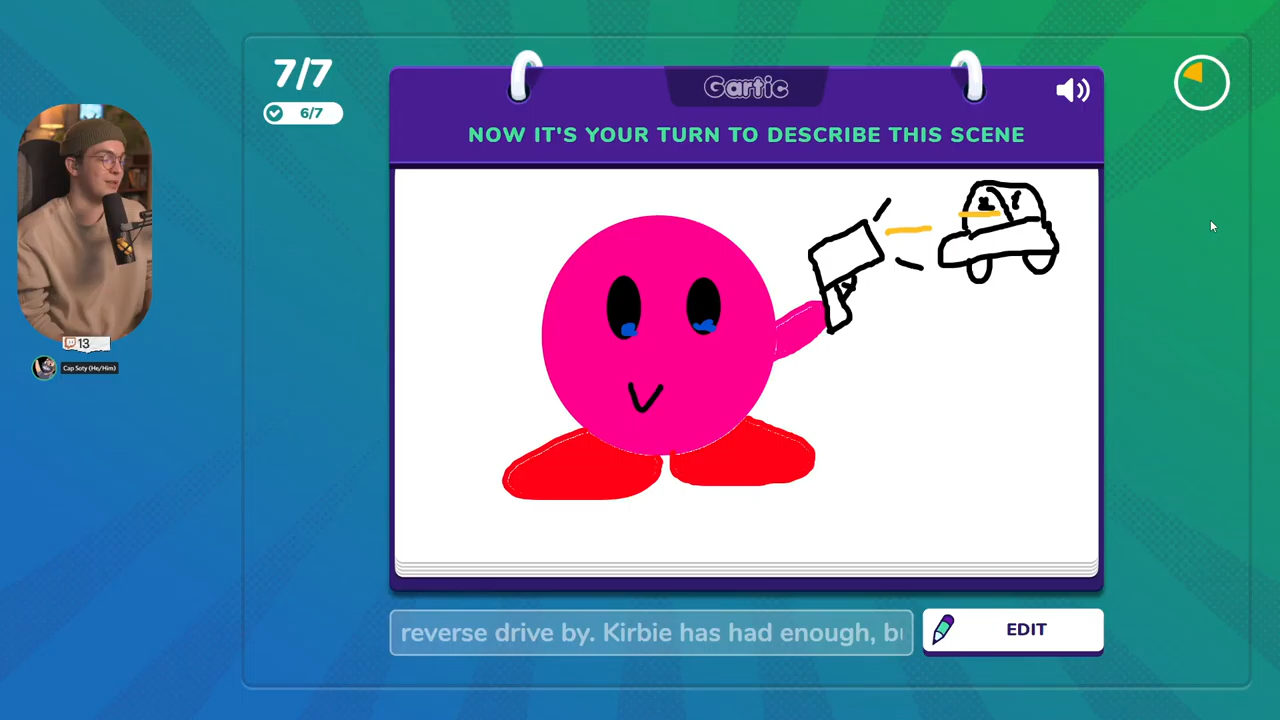 7/7
6/7
Gartic
NOW IT'S YOUR TURN TO DESCRIBE THIS SCENE
13
Cap Soty (He/Him)
reverse drive by. Kirbie has had enough,
EDIT